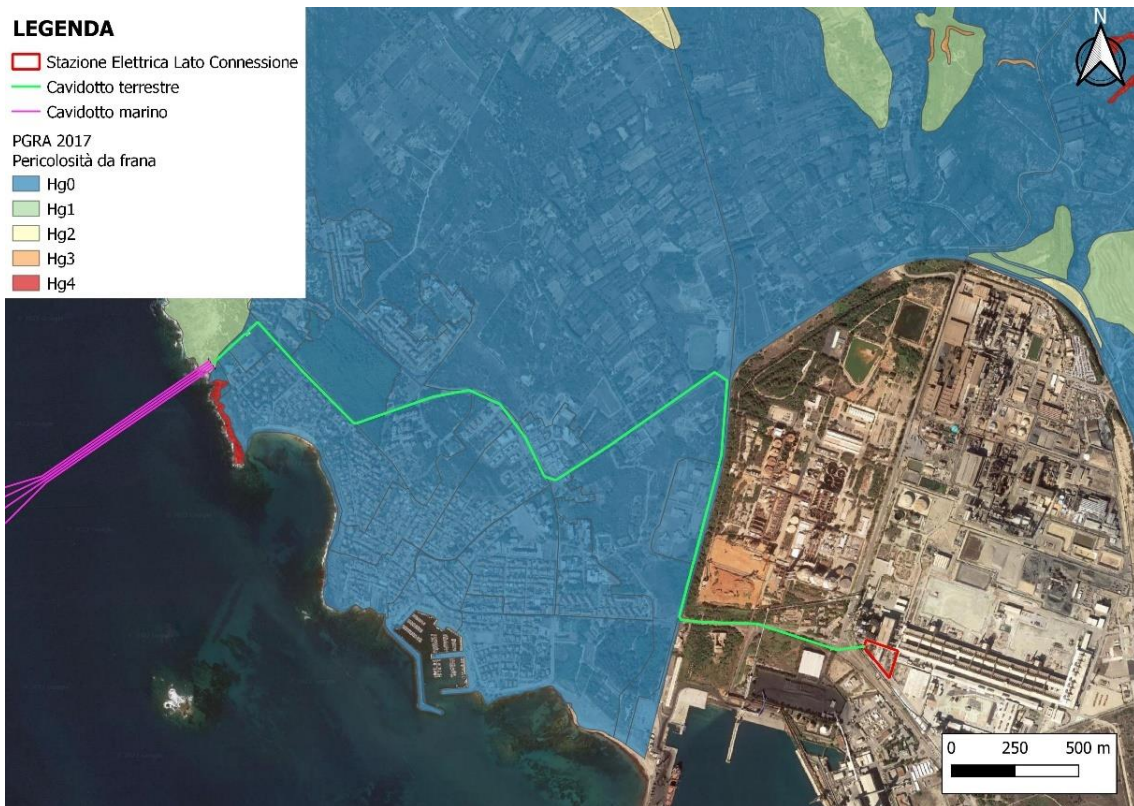 LEGENDA
Stazione Elettrica Lato Connessione
Cavidotto terrestre
Cavidotto marino
PGRA 2017
Pericolosità da frana
Hg0
Hg1
Hg2
Hg3
Hg4
N
0 250 500 m